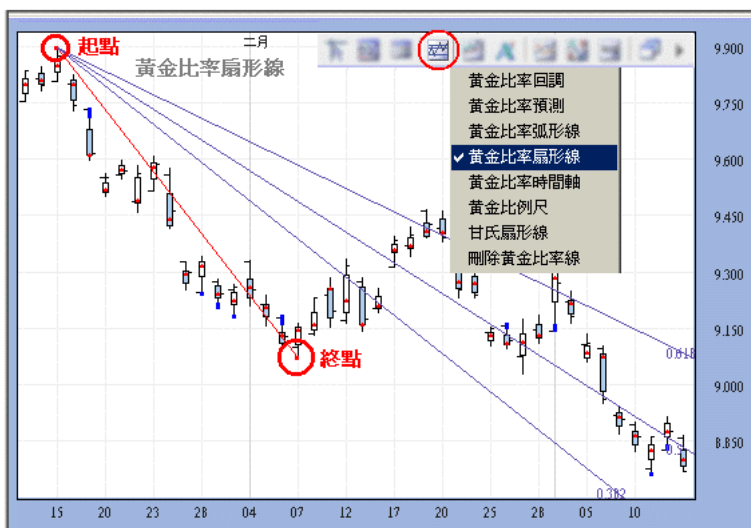 起點
二月
黃金比率扇形線
黃金比率回調
黃金比率預測
黃金比率弧形線
✓黃金比率扇形線
黃金比率時間軸
黃金比例尺
甘氏扇形線
刪除黃金比率線
終點
9.900
9.750
9.600
9.450
9.300
9.150
9.000
8.850
0.618
0.5
0.382
15 20 23 28 04 07 12 17 20 25 28 05 10